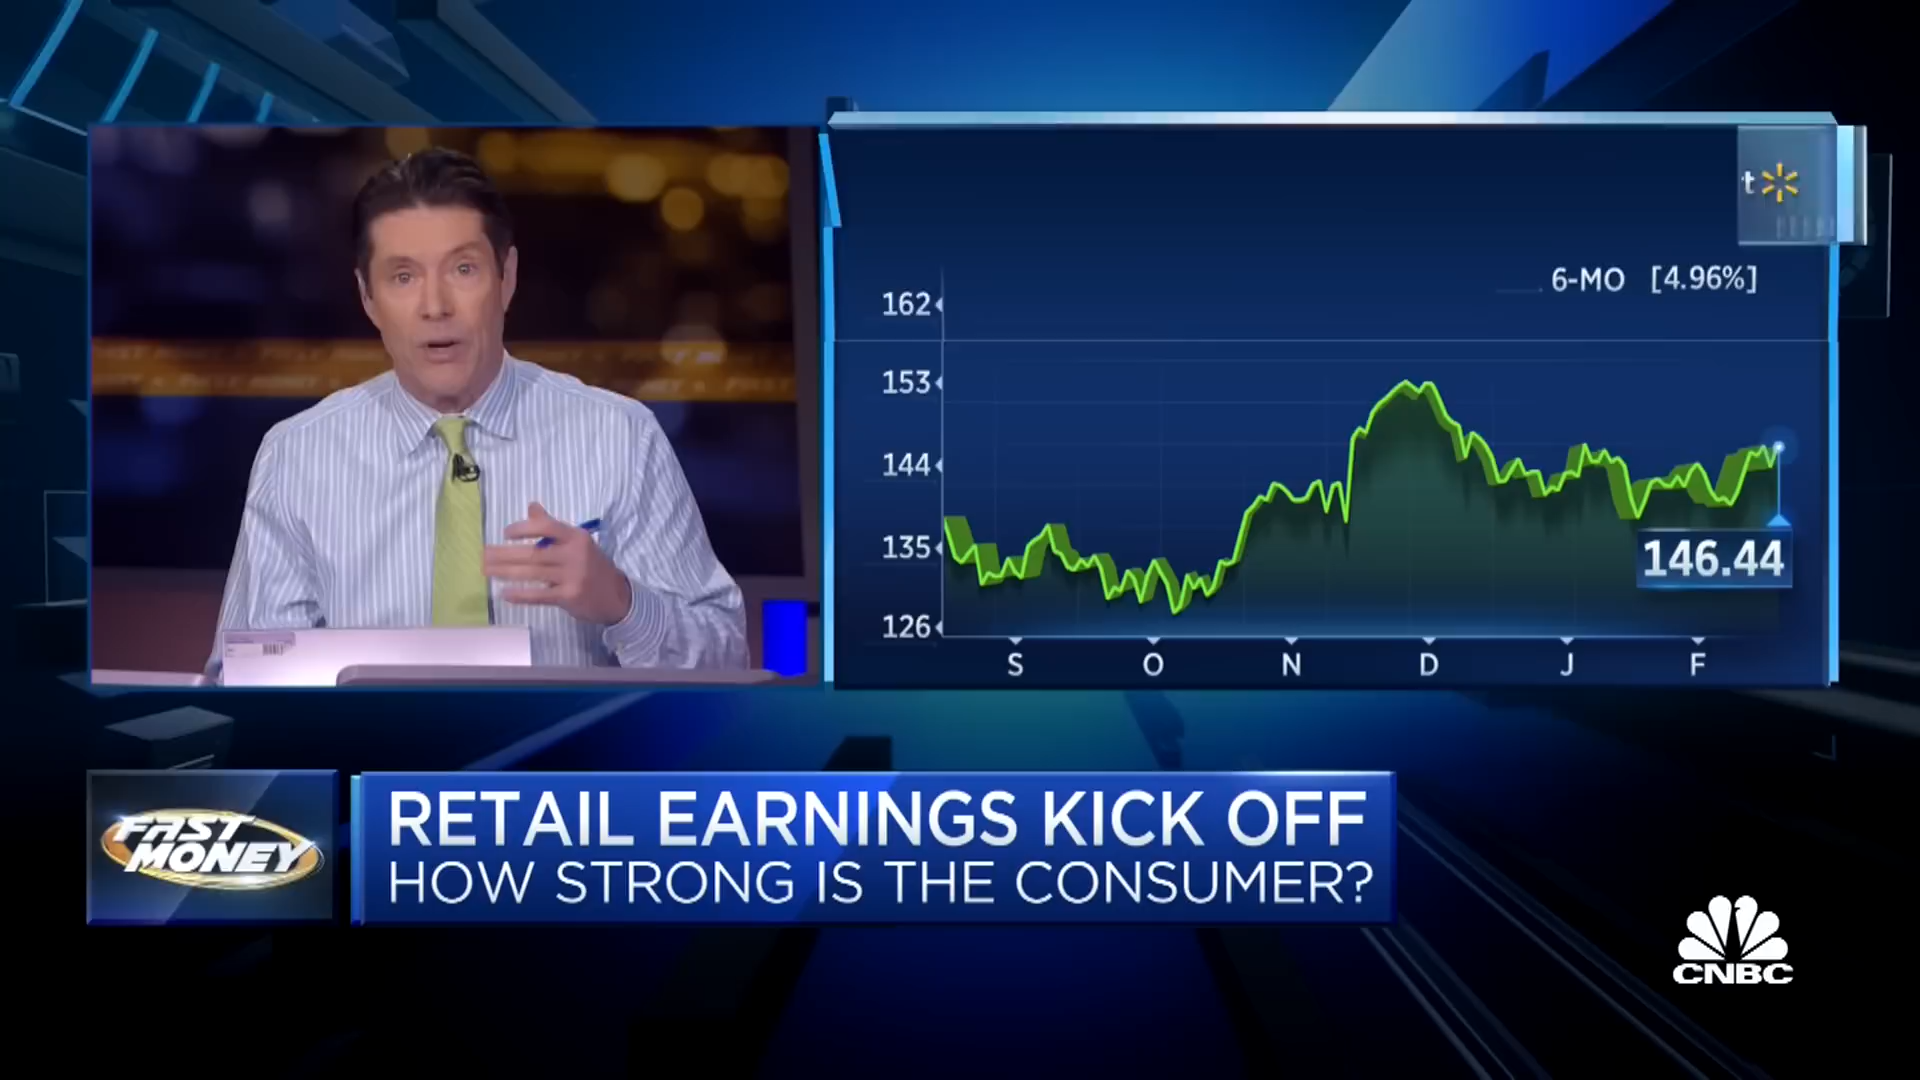 t
6-MO [4.96%]
162
153
144
135
126
146.44
S O N D J F
FAST
MONEY
RETAIL EARNINGS KICK OFF
HOW STRONG IS THE CONSUMER?
CNBC